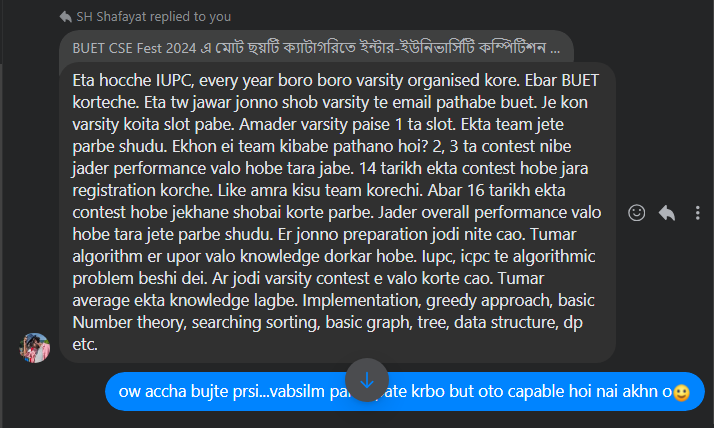 SH Shafayat replied to you
BUET CSE Fest 2024 এ মোট ছয়টি ক্যাটাগরিতে ইন্টার-ইউনিভার্সিটি কম্পিটিশন ...
Eta hocche IUPC, every year boro boro varsity organised kore. Ebar BUET
korteche. Eta tw jawar jonno shob varsity te email pathabe buet. Je kon
varsity koita slot pabe. Amader varsity paise 1 ta slot. Ekta team jete
parbe shudu. Ekhon ei team kibabe pathano hoi? 2, 3 ta contest nibe
jader performance valo hobe tara jabe. 14 tarikh ekta contest hobe jara
registration korche. Like amra kisu team korechi. Abar 16 tarikh ekta
contest hobe jekhane shobai korte parbe. Jader overall performance valo
hobe tara jete parbe shudu. Er jonno preparation jodi nite cao. Tumar
algorithm er upor valo knowledge dorkar hobe. Iupc, icpc te algorithmic
problem beshi dei. Ar jodi varsity contest e valo korte cao. Tumar
average ekta knowledge lagbe. Implementation, greedy approach, basic
Number theory, searching sorting, basic graph, tree, data structure, dp
etc.
ow accha bujte prsi...vabsilm krbo but oto capable hoi nai akhn o🙂